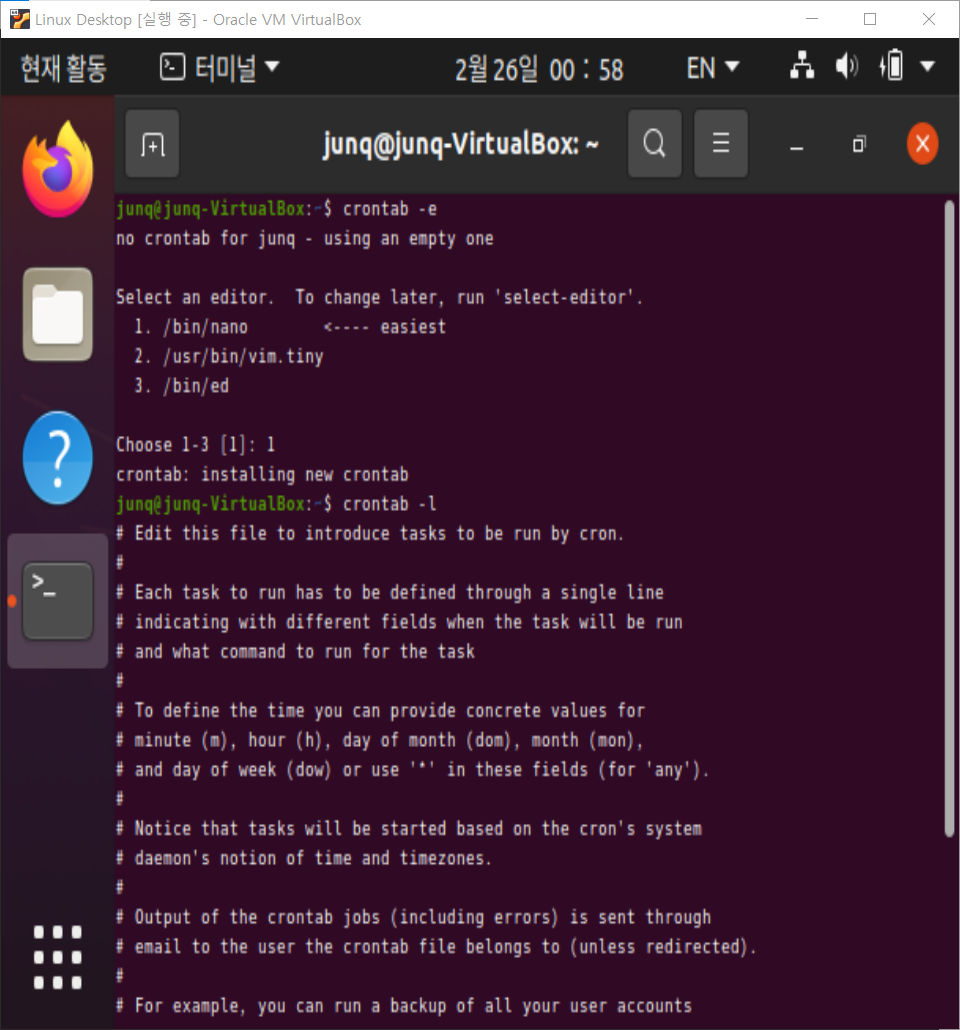 Linux Desktop [실행 중] - Oracle VM VirtualBox
현재 활동 터미널 2월 26일 00 : 58 EN
junq@junq-VirtualBox: ~
junq@junq-VirtualBox:~$ crontab -e
no crontab for junq - using an empty one
Select an editor.  To change later, run 'select-editor'.
  1. /bin/nano        <---- easiest
  2. /usr/bin/vim.tiny
  3. /bin/ed
Choose 1-3 [1]: 1
crontab: installing new crontab
junq@junq-VirtualBox:~$ crontab -l
# Edit this file to introduce tasks to be run by cron.
#
# Each task to run has to be defined through a single line
# indicating with different fields when the task will be run
# and what command to run for the task
#
# To define the time you can provide concrete values for
# minute (m), hour (h), day of month (dom), month (mon),
# and day of week (dow) or use '*' in these fields (for 'any').
#
# Notice that tasks will be started based on the cron's system
# daemon's notion of time and timezones.
#
# Output of the crontab jobs (including errors) is sent through
# email to the user the crontab file belongs to (unless redirected).
#
# For example, you can run a backup of all your user accounts